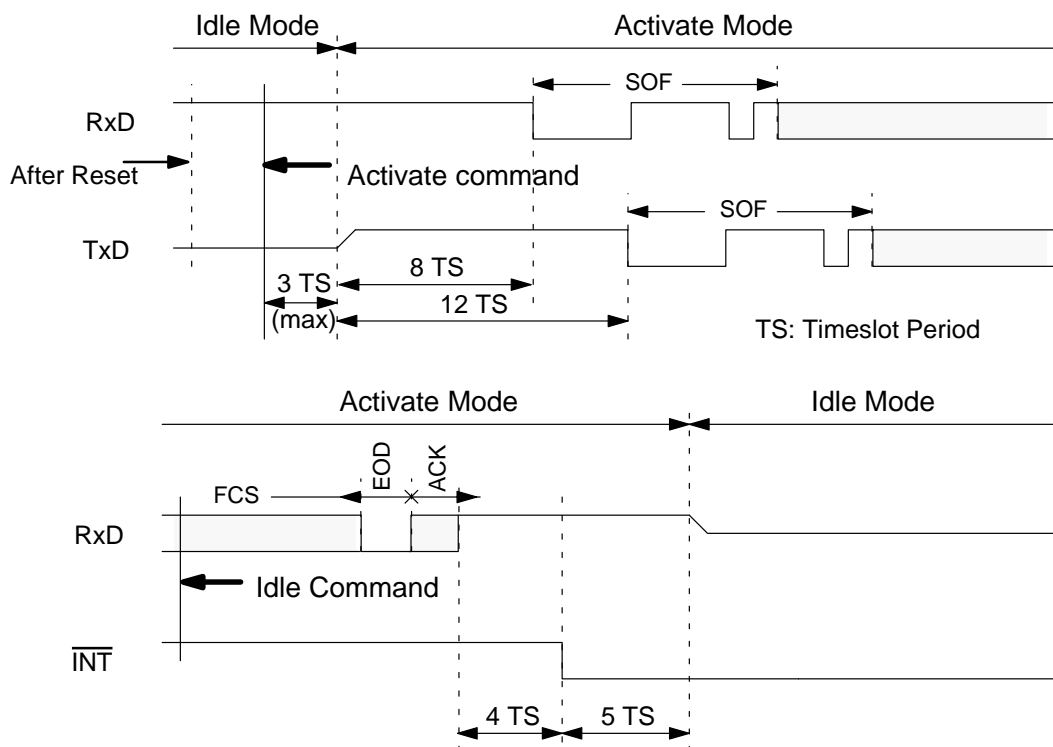 Idle Mode
Activate Mode
SOF
RxD
After Reset
Activate command
SOF
TxD
8 TS
3 TS
(max)
12 TS
TS: Timeslot Period
Activate Mode
Idle Mode
EOD
ACK
FCS
RxD
Idle Command
INT
4 TS
5 TS